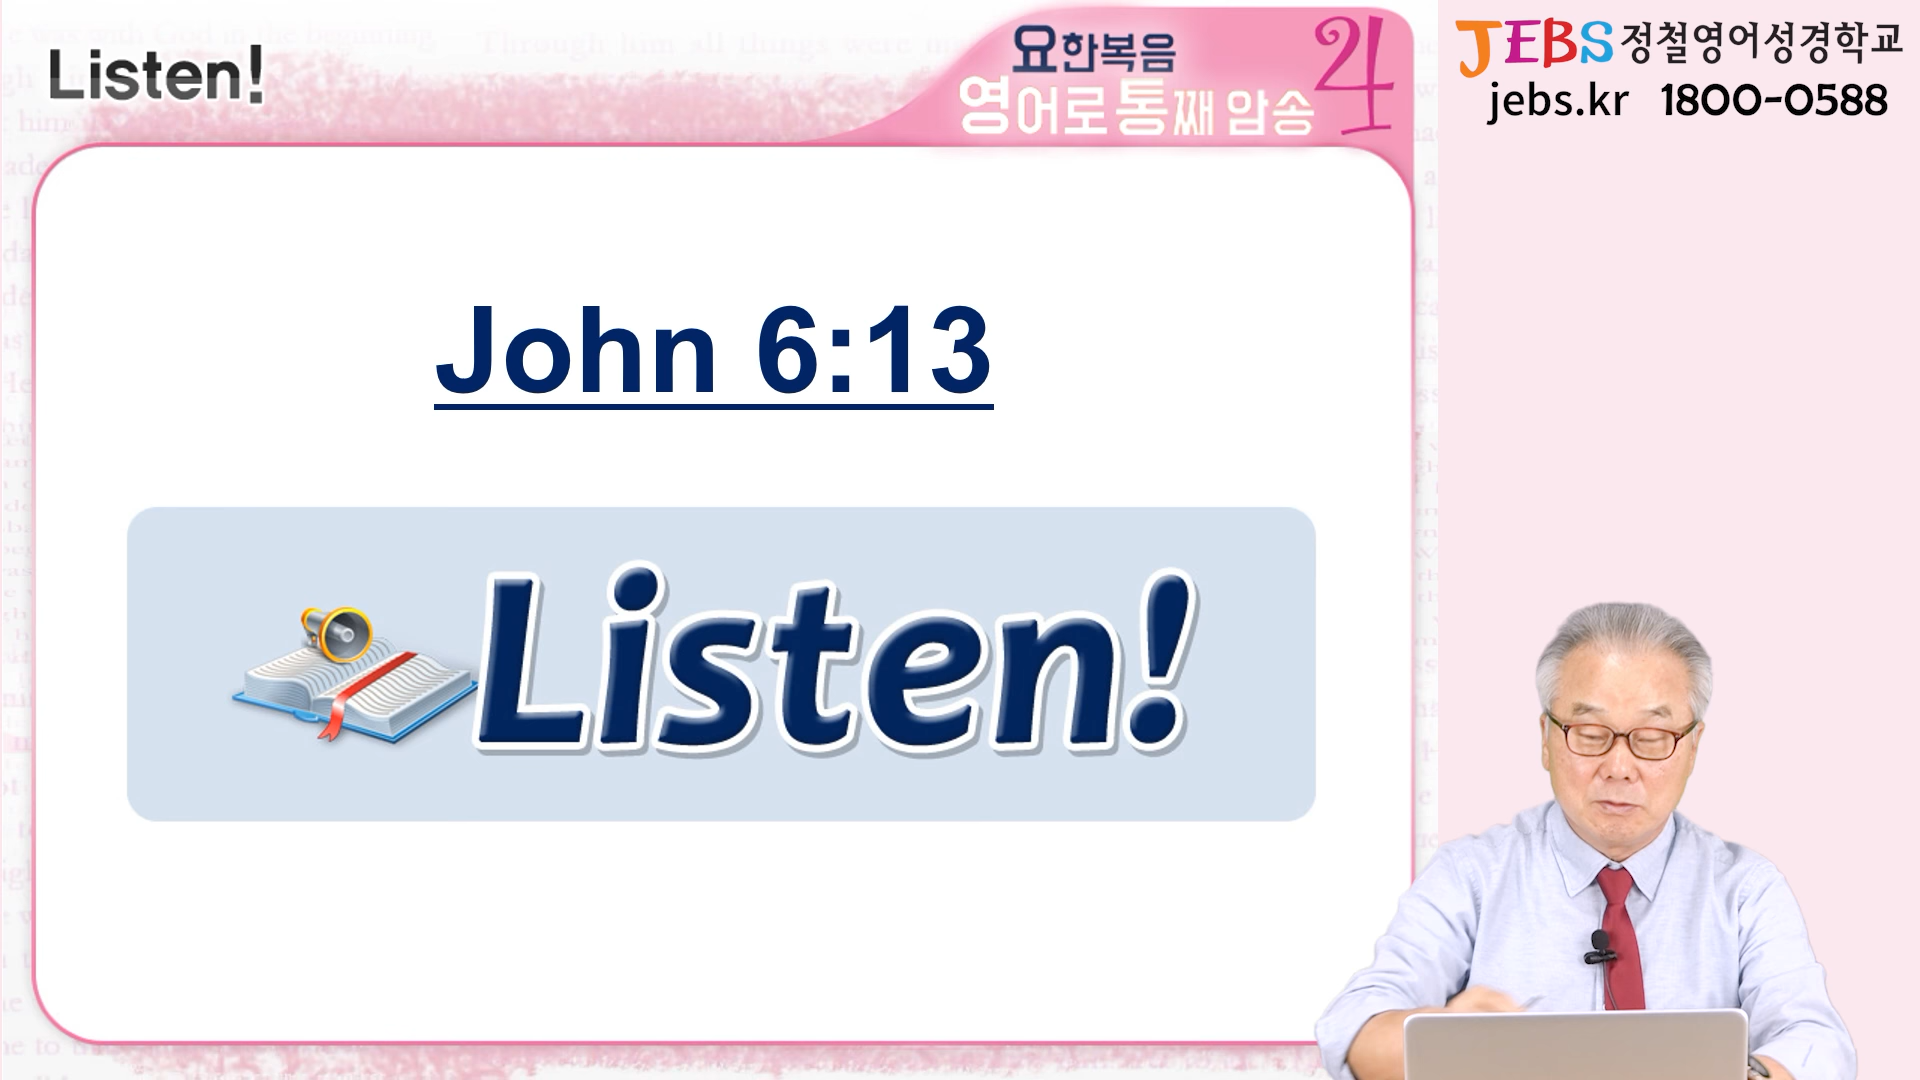 Listen!
요한복음
영어로 통째 암송 4
JEBS 정철영어성경학교
jebs.kr 1800-0588
John 6:13
Listen!